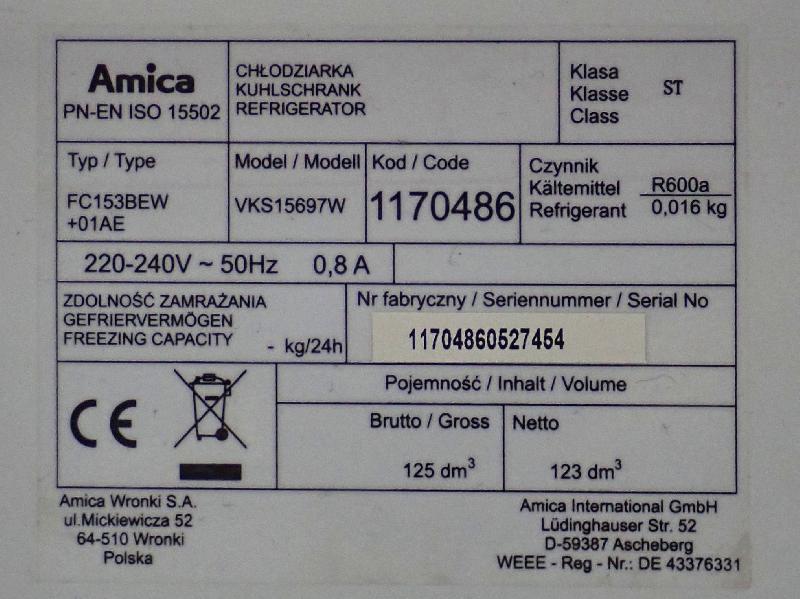 Amica
PN-EN ISO 15502
CHŁODZIARKA
KUHLSCHRANK
REFRIGERATOR
Klasa
Klasse
Class
ST
Typ / Type
FC153BEW
+01AE
Model / Modell
VKS15697W
Kod / Code
1170486
Czynnik
Kältemittel
Refrigerant
R600a
0,016 kg
220-240V ~ 50Hz 0,8 A
ZDOLNOŚĆ ZAMRAŻANIA
GEFRIERVERMÖGEN
FREEZING CAPACITY
- kg/24h
Nr fabryczny / Seriennummer / Serial No
11704860527454
CE
Pojemność / Inhalt / Volume
Brutto / Gross
125 dm³
Netto
123 dm³
Amica Wronki S.A.
ul.Mickiewicza 52
64-510 Wronki
Polska
Amica International GmbH
Lüdinghauser Str. 52
D-59387 Ascheberg
WEEE - Reg - Nr.: DE 43376331